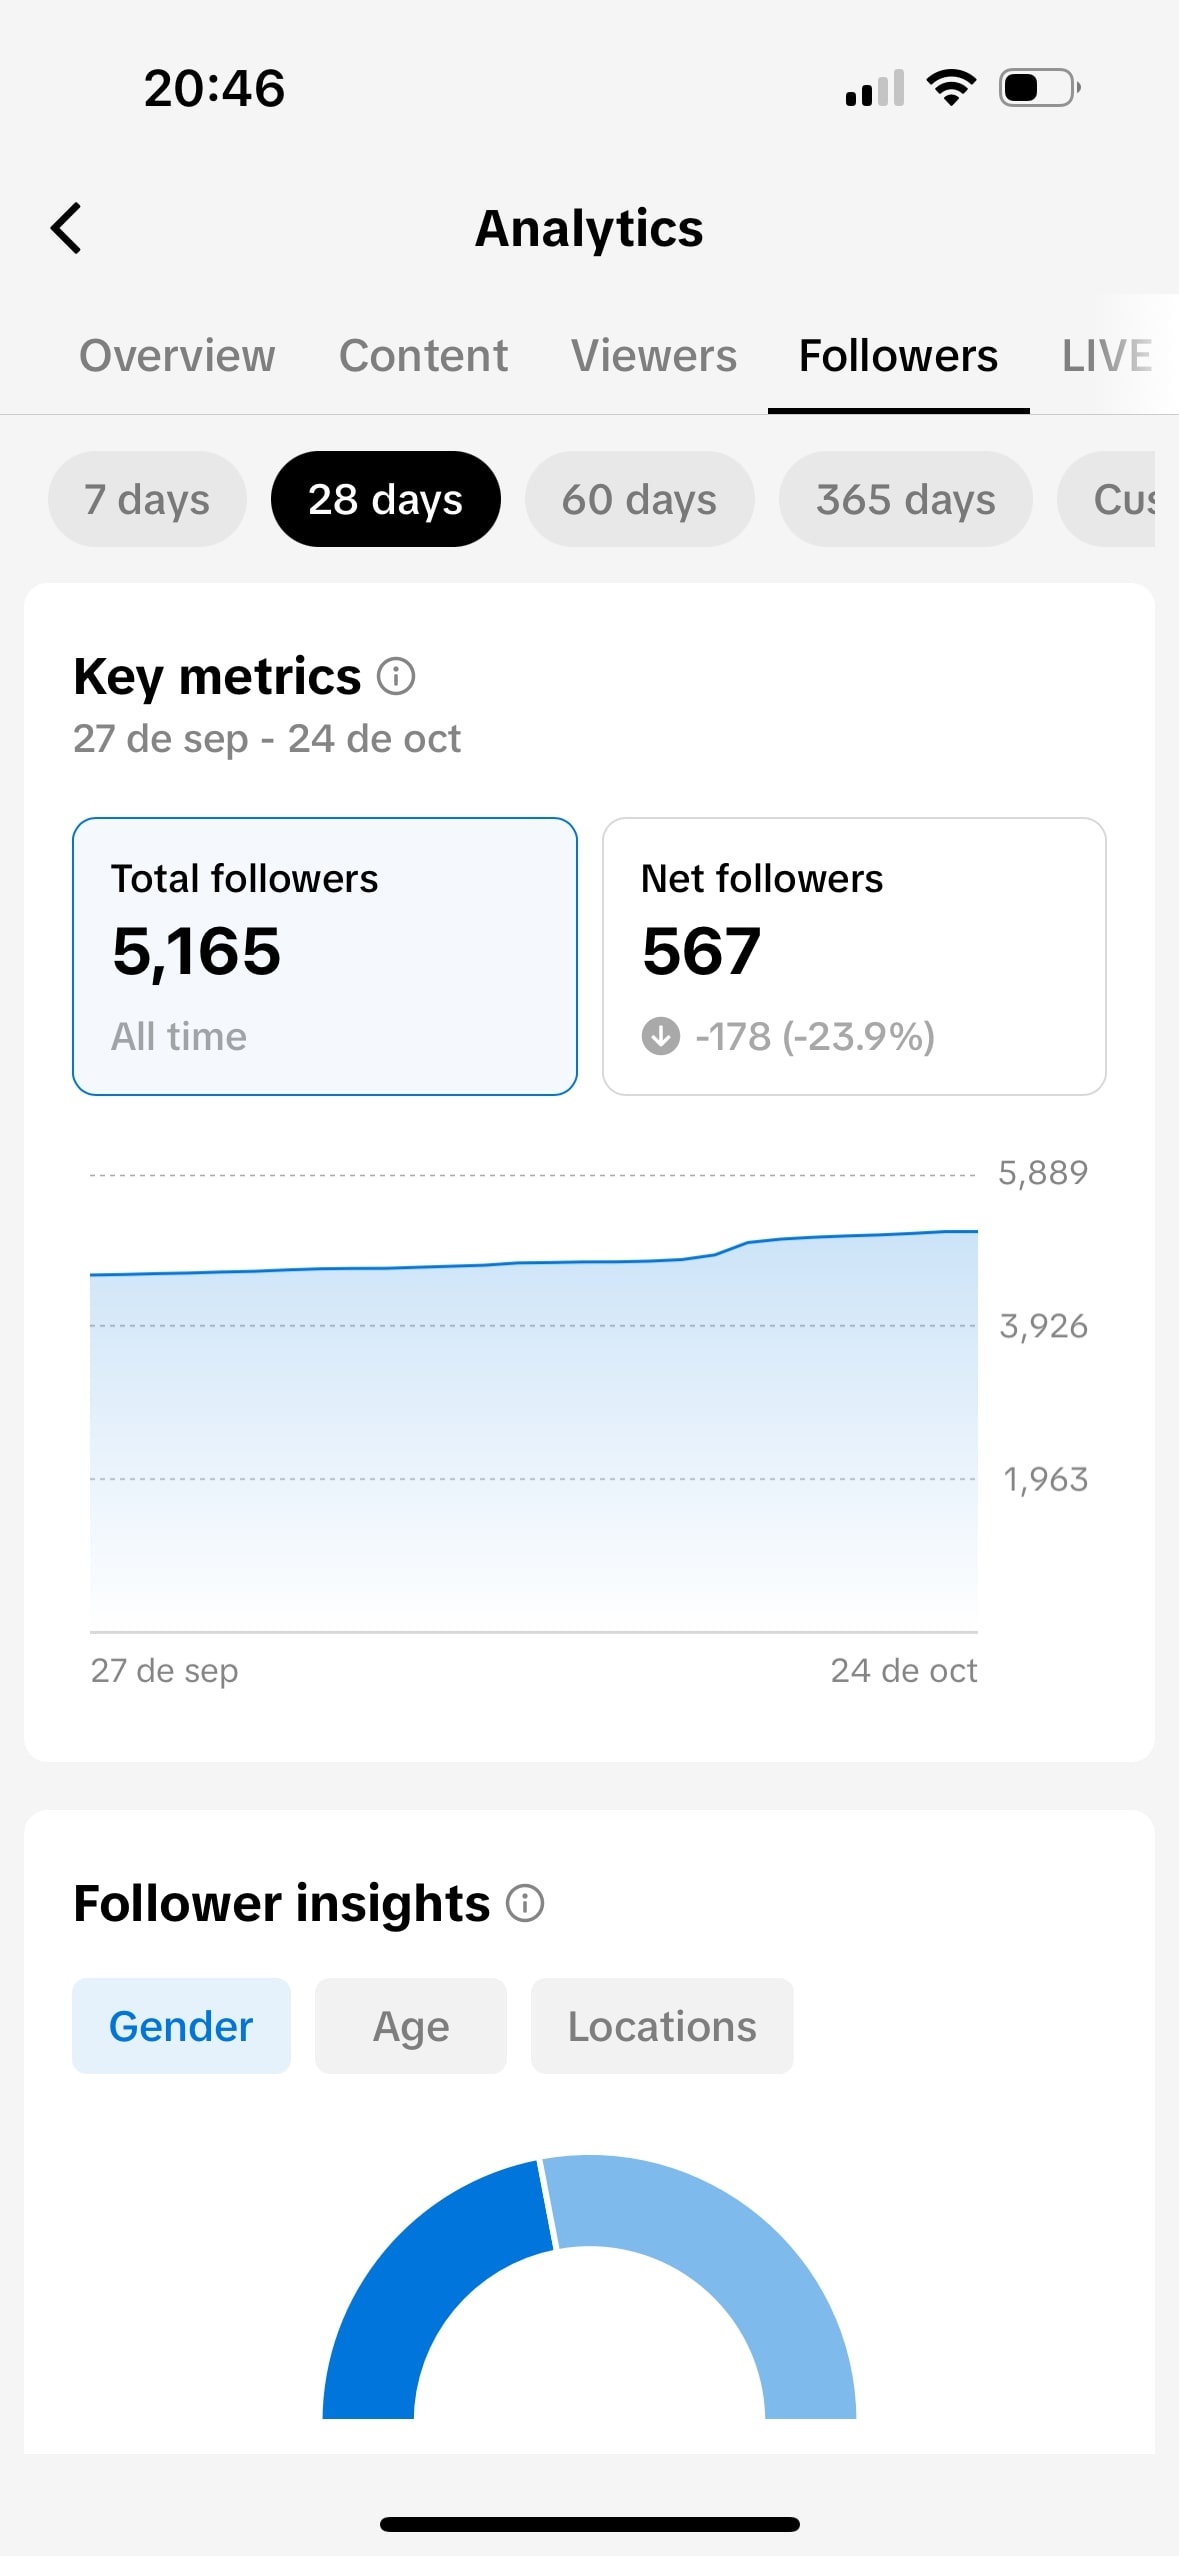 20:46
Analytics
Overview Content Viewers Followers LIVE
7 days 28 days 60 days 365 days Cus
Key metrics
27 de sep - 24 de oct
Total followers
5,165
All time
Net followers
567
-178 (-23.9%)
5,889
3,926
1,963
27 de sep 24 de oct
Follower insights
Gender Age Locations